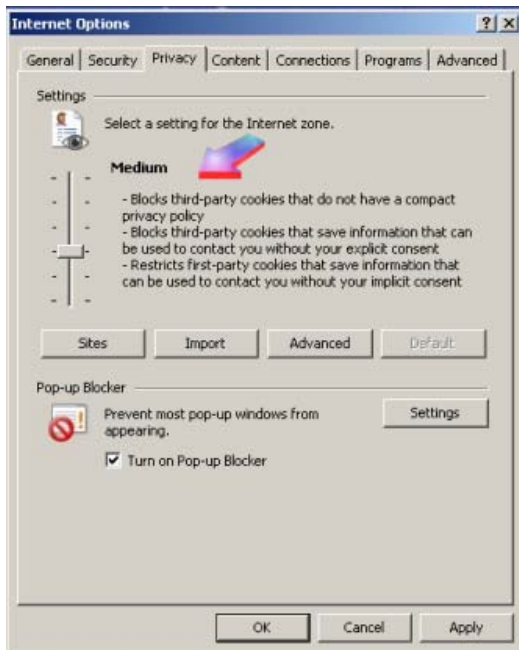 Internet Options
General Security Privacy Content Connections Programs Advanced
Settings
Select a setting for the Internet zone.
Medium
- Blocks third-party cookies that do not have a compact
privacy policy
- Blocks third-party cookies that save information that can
be used to contact you without your explicit consent
- Restricts first-party cookies that save information that
can be used to contact you without your implicit consent
Sites Import Advanced Default
Pop-up Blocker
Prevent most pop-up windows from Settings
appearing.
Turn on Pop-up Blocker
OK Cancel Apply